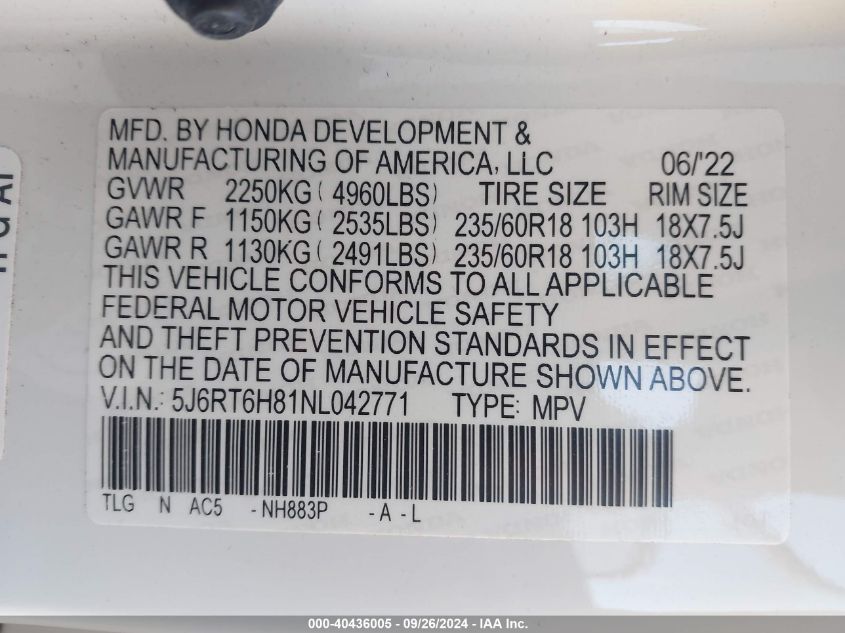 MFD. BY HONDA DEVELOPMENT &
MANUFACTURING OF AMERICA, LLC 06/'22
GVWR 2250KG ( 4960LBS) TIRE SIZE RIM SIZE
GAWR F 1150KG ( 2535LBS) 235/60R18 103H 18X7.5J
GAWR R 1130KG ( 2491LBS) 235/60R18 103H 18X7.5J
THIS VEHICLE CONFORMS TO ALL APPLICABLE
FEDERAL MOTOR VEHICLE SAFETY
AND THEFT PREVENTION STANDARDS IN EFFECT
ON THE DATE OF MANUFACTURE SHOWN ABOVE.
V.I.N.: 5J6RT6H81NL042771 TYPE: MPV
TLG N AC5 -NH883P -A -L
000-40436005 - 09/26/2024 - IAA Inc.